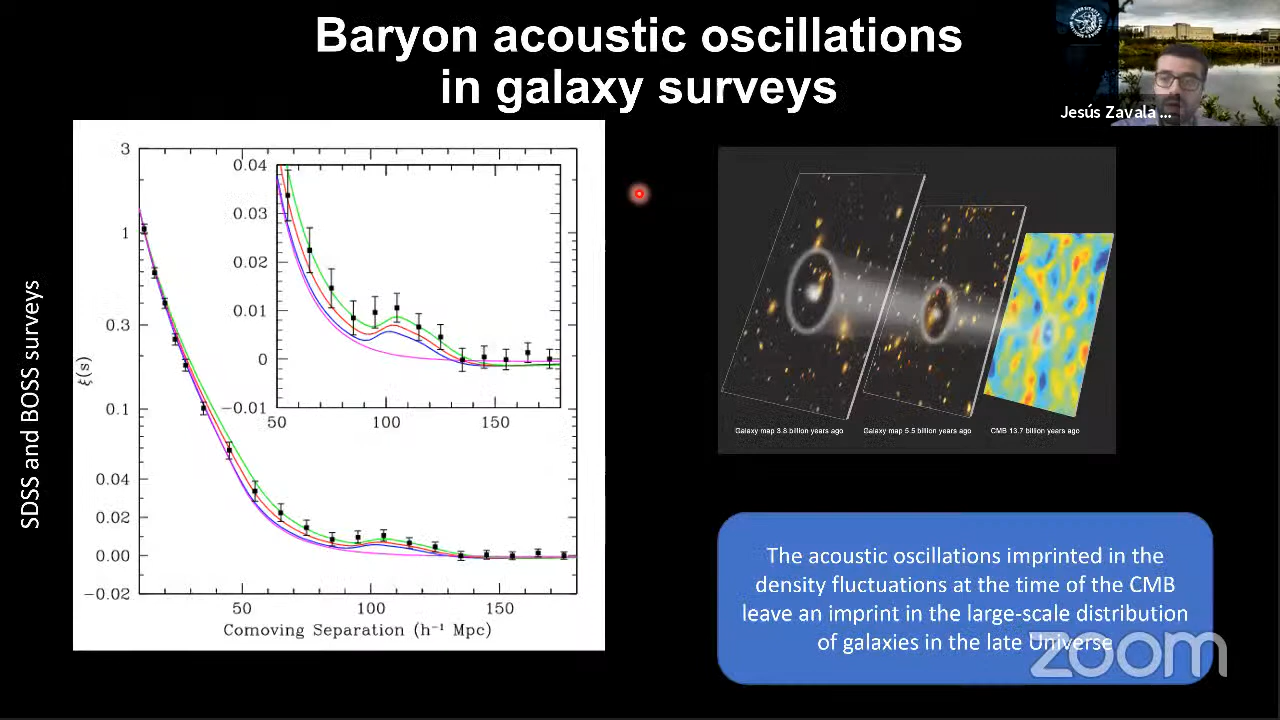 Baryon acoustic oscillations
in galaxy surveys
Jesús Zavala ...
SDSS and BOSS surveys
3
1
0.3
0.1
0.04
0.02
0.00
−0.02
ξ(s)
0.04
0.03
0.02
0.01
0
−0.01
50 100 150
50 100 150
Comoving Separation (h⁻¹ Mpc)
Galaxy map 3.8 billion years ago Galaxy map 5.5 billion years ago CMB 13.7 billion years ago
The acoustic oscillations imprinted in the
density fluctuations at the time of the CMB
leave an imprint in the large-scale distribution
of galaxies in the late Universe
zoom